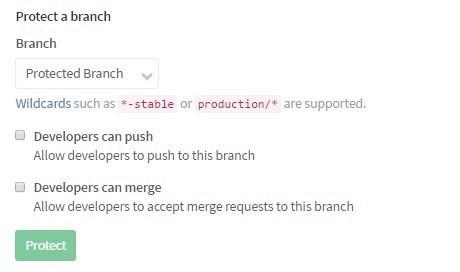 Protect a branch
Branch
Protected Branch
Wildcards such as *-stable or production/* are supported.
Developers can push
Allow developers to push to this branch
Developers can merge
Allow developers to accept merge requests to this branch
Protect